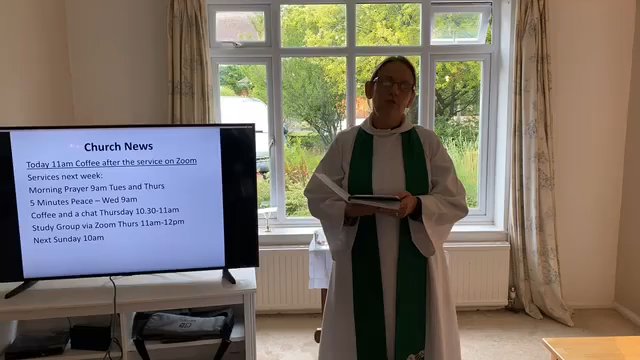 Church News
Today 11am Coffee after the service on Zoom
Services next week:
Morning Prayer 9am Tues and Thurs
5 Minutes Peace – Wed 9am
Coffee and a chat Thursday 10.30-11am
Study Group via Zoom Thurs 11am-12pm
Next Sunday 10am